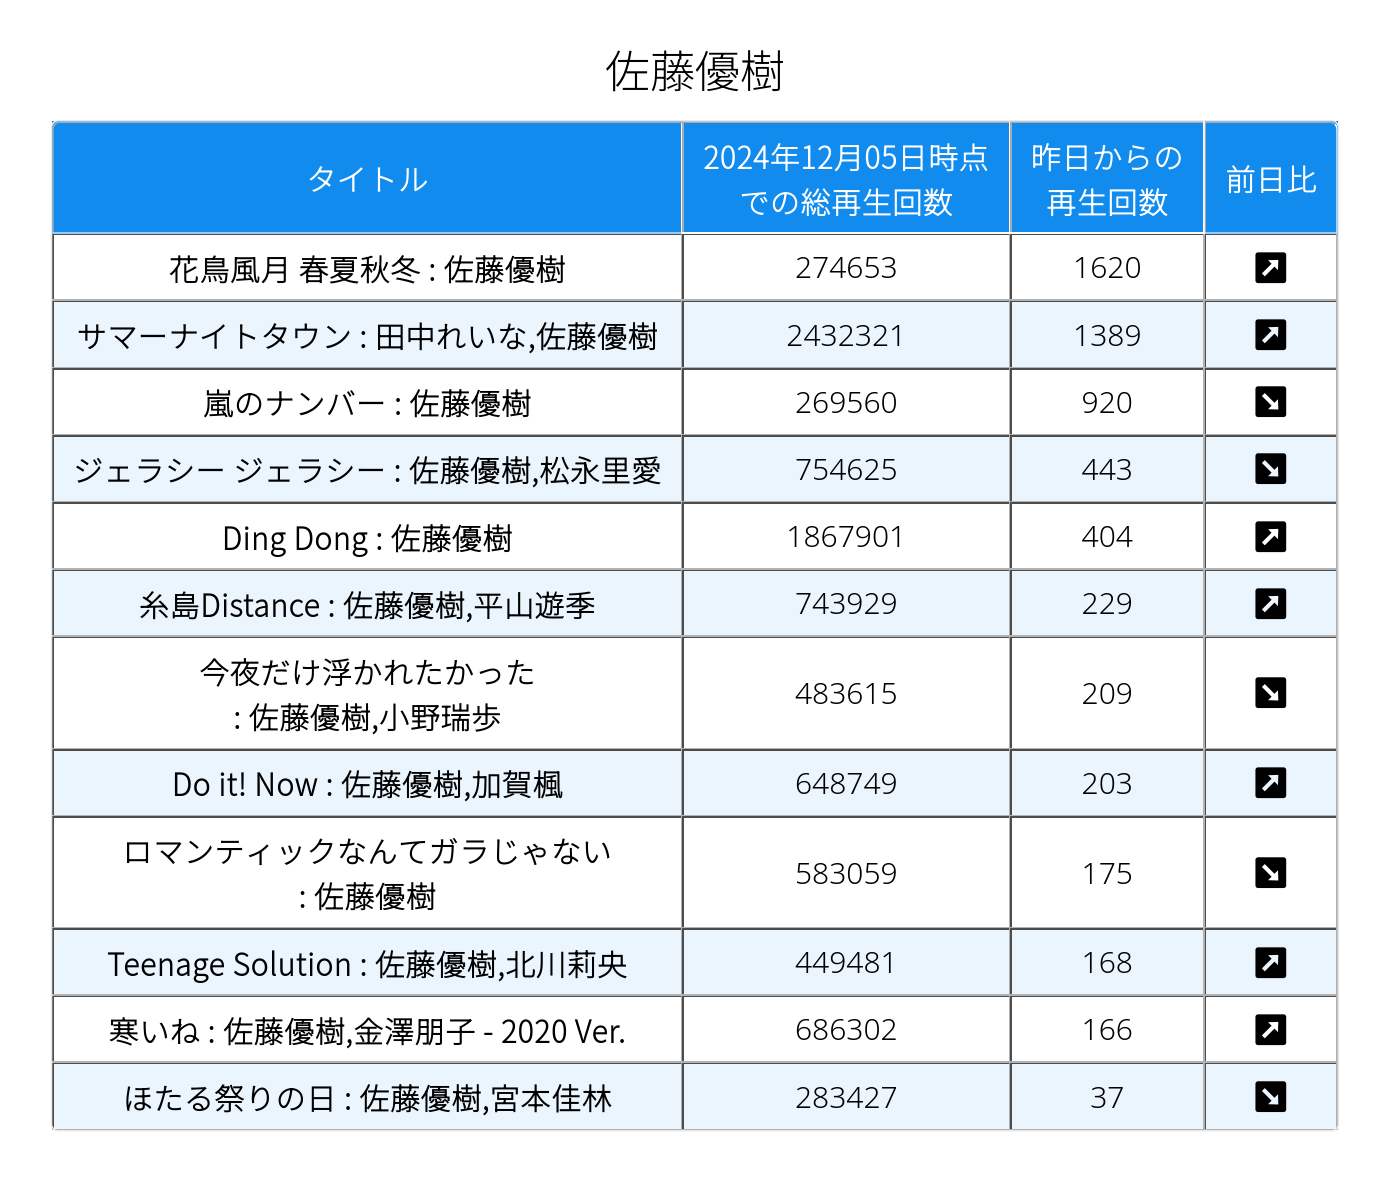 佐藤優樹
タイトル
2024年12月05日時点
での総再生回数
昨日からの
再生回数
前日比
花鳥風月 春夏秋冬 : 佐藤優樹 274653 1620
サマーナイトタウン : 田中れいな,佐藤優樹 2432321 1389
嵐のナンバー : 佐藤優樹 269560 920
ジェラシー ジェラシー : 佐藤優樹,松永里愛 754625 443
Ding Dong : 佐藤優樹 1867901 404
糸島Distance : 佐藤優樹,平山遊季 743929 229
今夜だけ浮かれたかった
: 佐藤優樹,小野瑞歩 483615 209
Do it! Now : 佐藤優樹,加賀楓 648749 203
ロマンティックなんてガラじゃない
: 佐藤優樹 583059 175
Teenage Solution : 佐藤優樹,北川莉央 449481 168
寒いね : 佐藤優樹,金澤朋子 - 2020 Ver. 686302 166
ほたる祭りの日 : 佐藤優樹,宮本佳林 283427 37